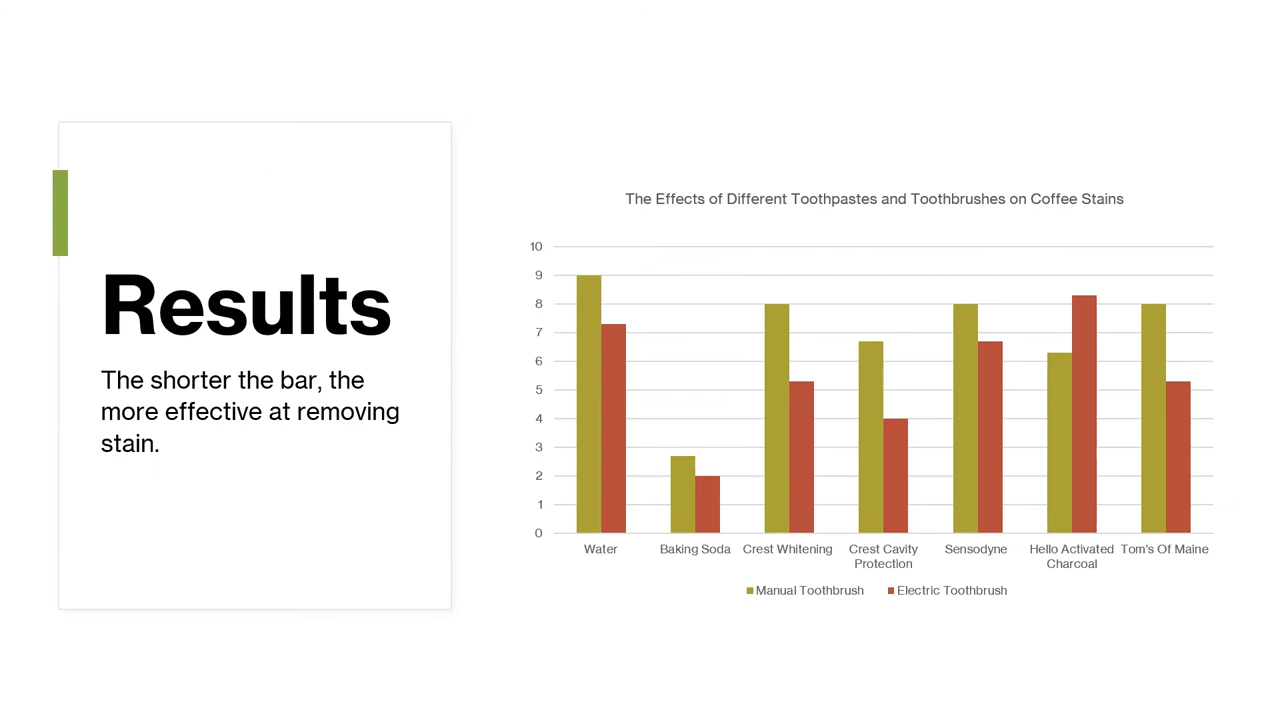 Results
The shorter the bar, the
more effective at removing
stain.
The Effects of Different Toothpastes and Toothbrushes on Coffee Stains
10
9
8
7
6
5
4
3
2
1
0
Water
Baking Soda
Crest Whitening
Crest Cavity
Protection
Sensodyne
Hello Activated
Charcoal
Tom's Of Maine
Manual Toothbrush
Electric Toothbrush